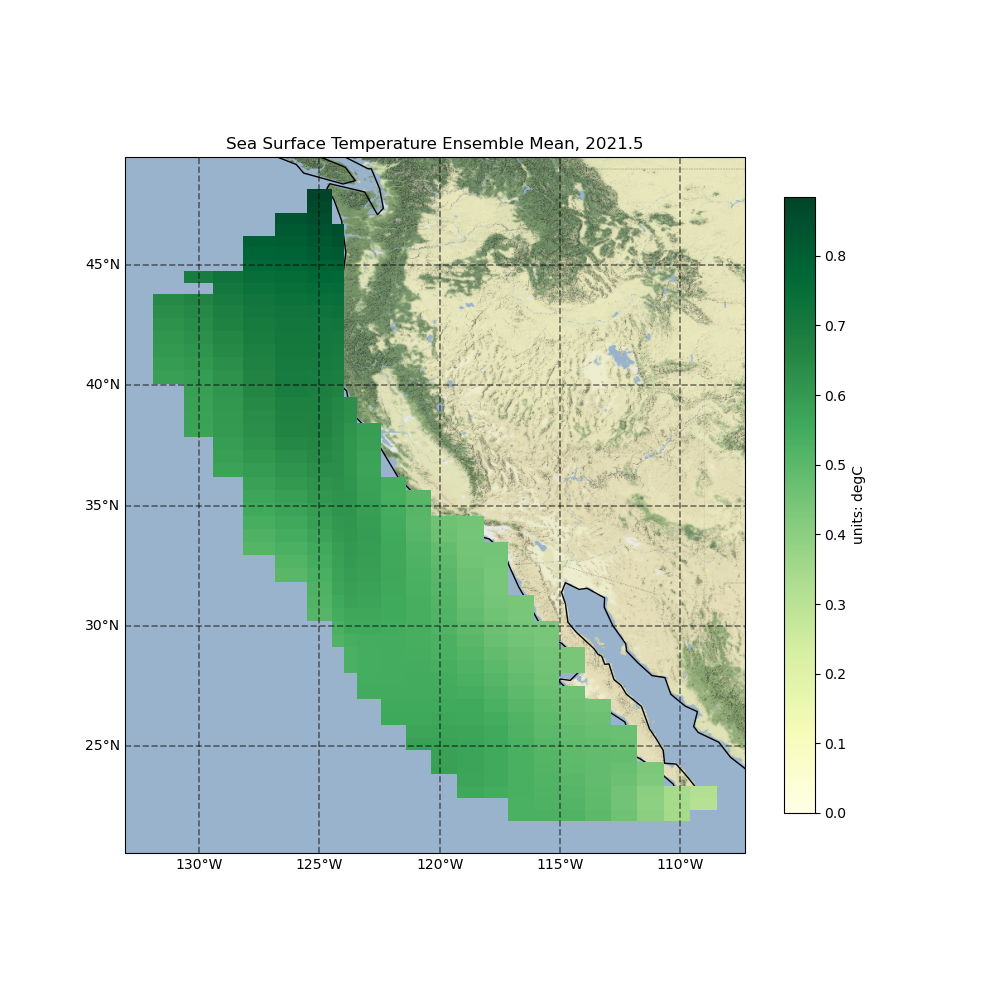 Sea Surface Temperature Ensemble Mean, 2021.5
45°N
40°N
35°N
30°N
25°N
130°W 125°W 120°W 115°W 110°W
0.8
0.7
0.6
0.5
0.4
0.3
0.2
0.1
0.0
units: degC